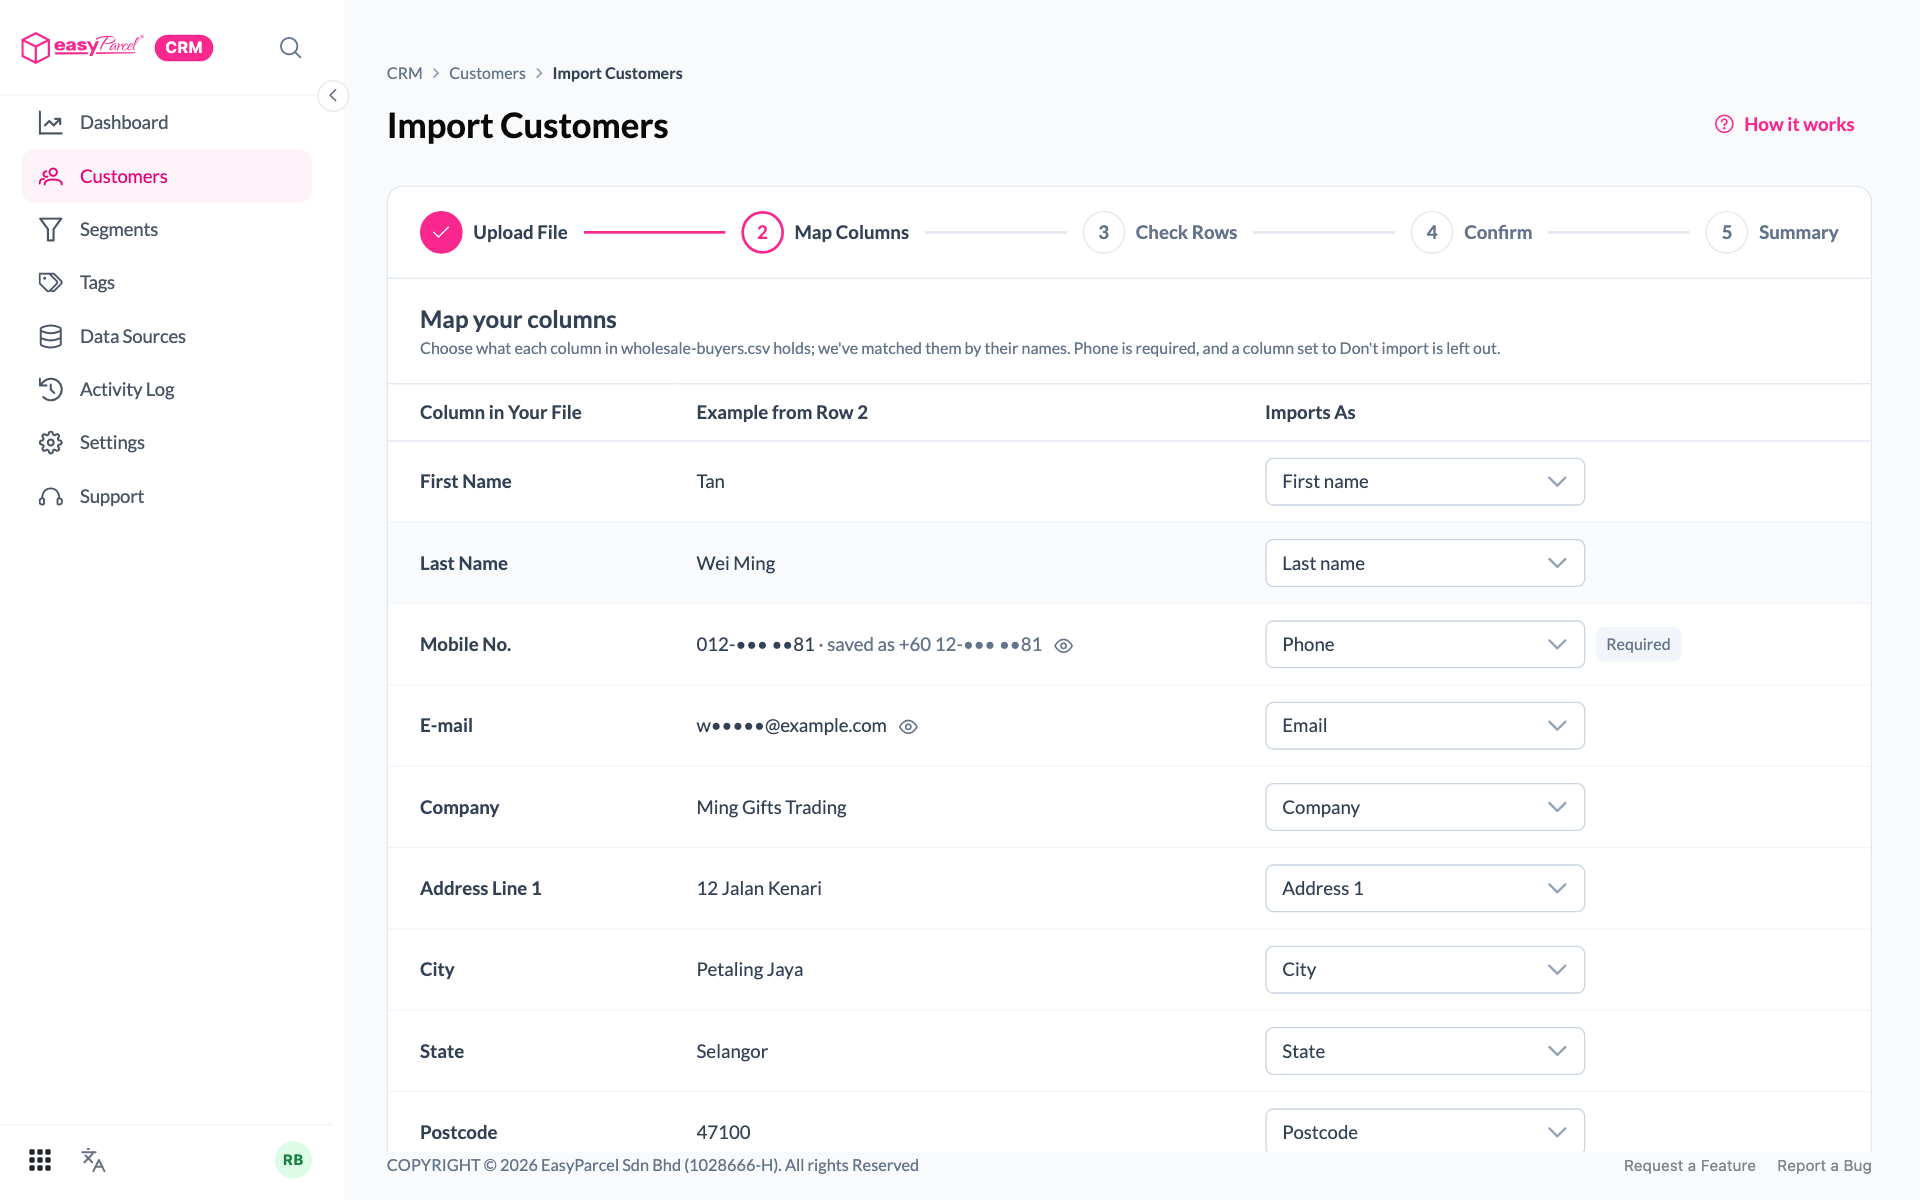 easyParcel CRM
Dashboard
Customers
Segments
Tags
Data Sources
Activity Log
Settings
Support
RB
CRM > Customers > Import Customers
Import Customers
How it works
Upload File
2 Map Columns
3 Check Rows
4 Confirm
5 Summary
Map your columns
Choose what each column in wholesale-buyers.csv holds; we've matched them by their names. Phone is required, and a column set to Don't import is left out.
Column in Your File Example from Row 2 Imports As
First Name Tan First name
Last Name Wei Ming Last name
Mobile No. 012-••• ••81 · saved as +60 12-••• ••81 Phone Required
E-mail w•••••@example.com Email
Company Ming Gifts Trading Company
Address Line 1 12 Jalan Kenari Address 1
City Petaling Jaya City
State Selangor State
Postcode 47100 Postcode
COPYRIGHT © 2026 EasyParcel Sdn Bhd (1028666-H). All rights Reserved
Request a Feature Report a Bug